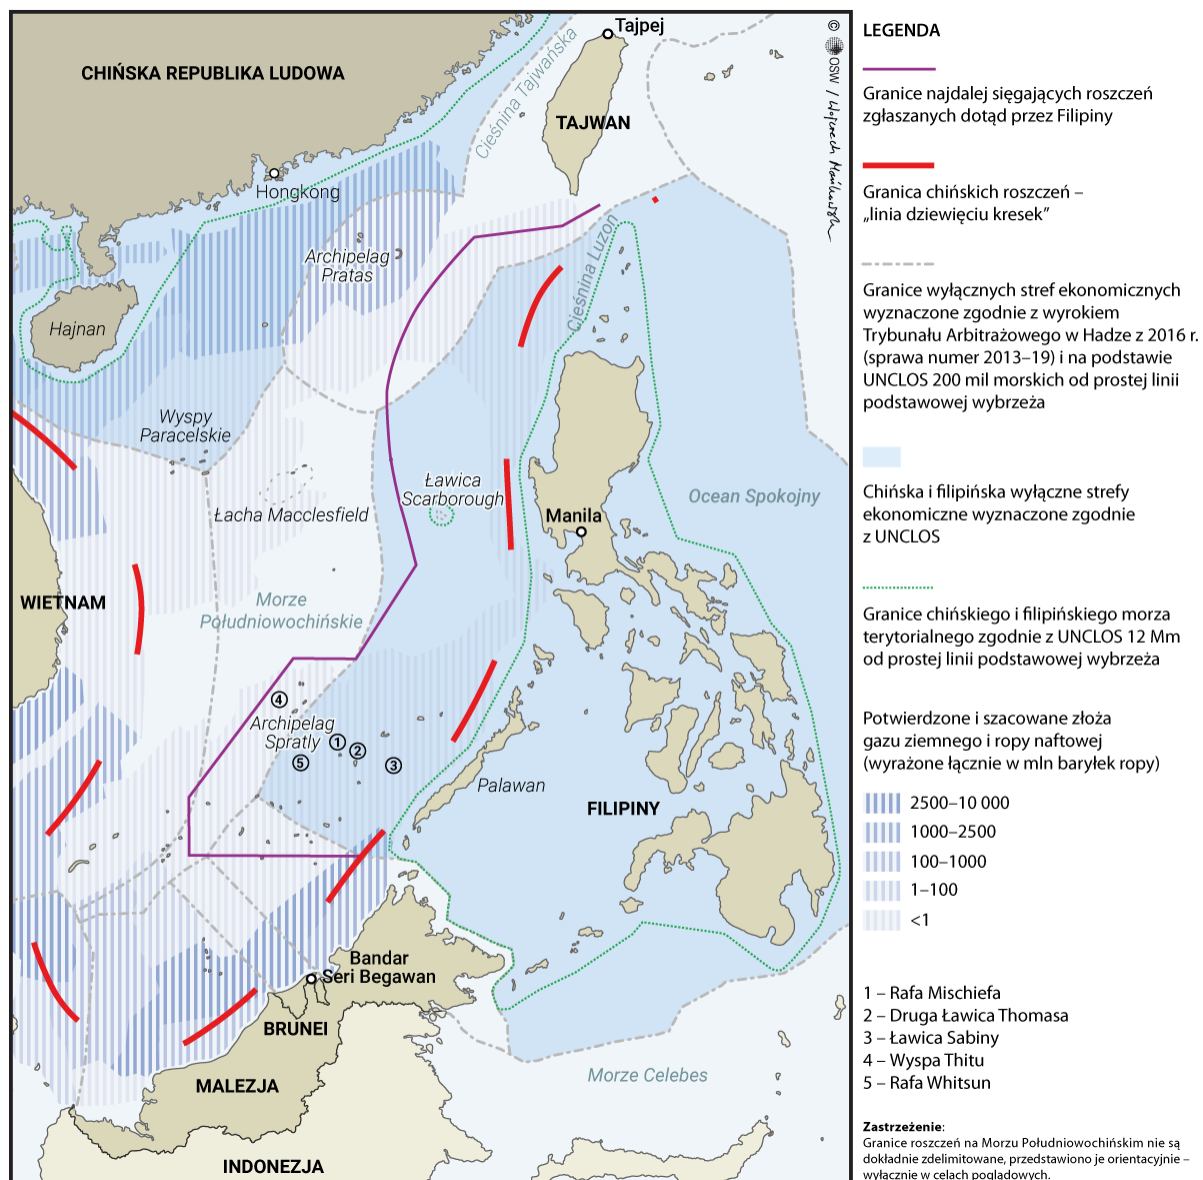 CHIŃSKA REPUBLIKA LUDOWA
Tajpej
TAJWAN
Cieśnina Tajwańska
© OSW / Wojciech Mańkowski
Hongkong
Archipelag
Pratas
Cieśnina Luzon
Hajnan
Wyspy
Paracelskie
Łacha Macclesfield
Ławica
Scarborough
Ocean Spokojny
Manila
WIETNAM
Morze
Południowochińskie
4
Archipelag
Spratly
1
2
5
3
Palawan
FILIPINY
Bandar
Seri Begawan
BRUNEI
MALEZJA
Morze Celebes
INDONEZJA
LEGENDA
Granice najdalej sięgających roszczeń
zgłaszanych dotąd przez Filipiny
Granica chińskich roszczeń –
„linia dziewięciu kresek”
Granice wyłącznych stref ekonomicznych
wyznaczone zgodnie z wyrokiem
Trybunału Arbitrażowego w Hadze z 2016 r.
(sprawa numer 2013–19) i na podstawie
UNCLOS 200 mil morskich od prostej linii
podstawowej wybrzeża
Chińska i filipińska wyłączne strefy
ekonomiczne wyznaczone zgodnie
z UNCLOS
Granice chińskiego i filipińskiego morza
terytorialnego zgodnie z UNCLOS 12 Mm
od prostej linii podstawowej wybrzeża
Potwierdzone i szacowane złoża
gazu ziemnego i ropy naftowej
(wyrażone łącznie w mln baryłek ropy)
2500–10 000
1000–2500
100–1000
1–100
<1
1 – Rafa Mischiefa
2 – Druga Ławica Thomasa
3 – Ławica Sabiny
4 – Wyspa Thitu
5 – Rafa Whitsun
Zastrzeżenie:
Granice roszczeń na Morzu Południowochińskim nie są
dokładnie zdelimitowane, przedstawiono je orientacyjnie –
wyłącznie w celach poglądowych.